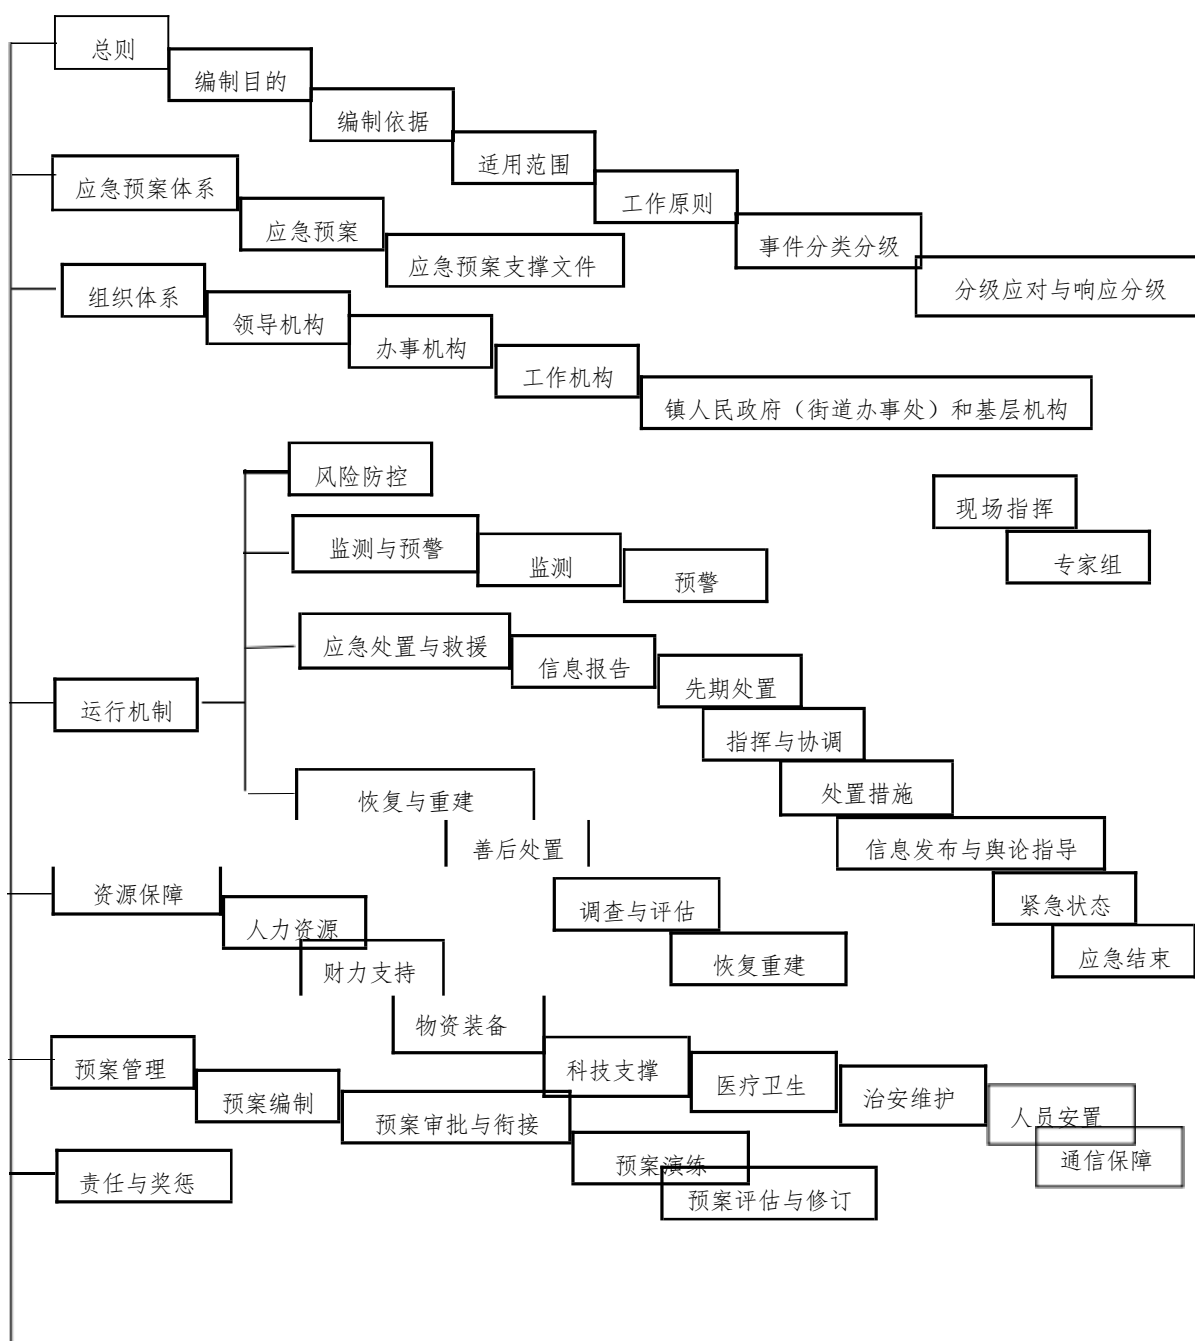 总则
编制目的
编制依据
适用范围
工作原则
事件分类分级
分级应对与响应分级
应急预案体系
应急预案
应急预案支撑文件
组织体系
领导机构
办事机构
工作机构
镇人民政府（街道办事处）和基层机构
运行机制
风险防控
监测与预警
监测
预警
应急处置与救援
信息报告
先期处置
指挥与协调
现场指挥
专家组
处置措施
信息发布与舆论指导
紧急状态
应急结束
恢复与重建
善后处置
调查与评估
恢复重建
资源保障
人力资源
财力支持
物资装备
科技支撑
医疗卫生
治安维护
人员安置
通信保障
预案管理
预案编制
预案审批与衔接
预案演练
预案评估与修订
责任与奖惩